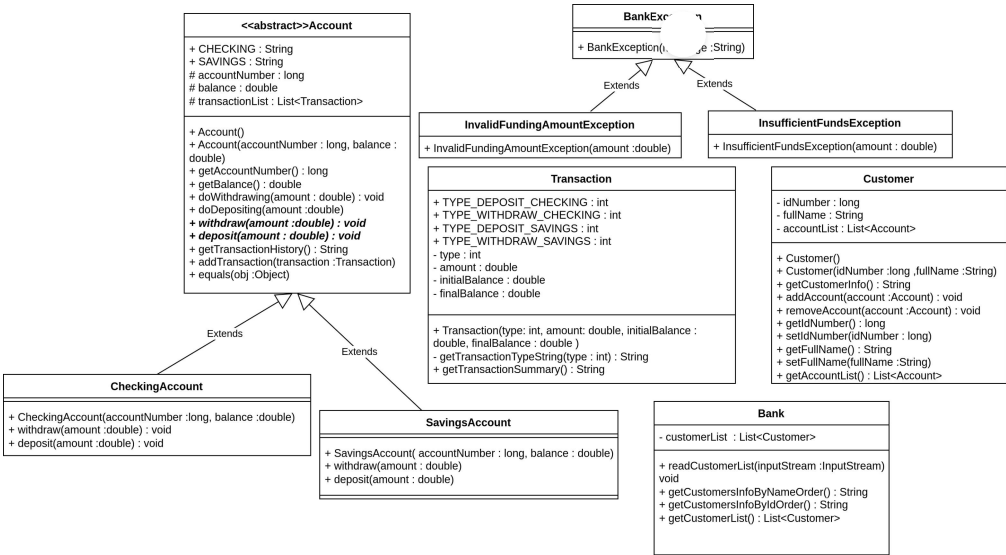 <<abstract>>Account
+ CHECKING : String
+ SAVINGS : String
# accountNumber : long
# balance : double
# transactionList : List<Transaction>
+ Account()
+ Account(accountNumber : long, balance :
double)
+ getAccountNumber() : long
+ getBalance() : double
+ doWithdrawing(amount : double) : void
+ doDepositing(amount :double)
+ withdraw(amount :double) : void
+ deposit(amount : double) : void
+ getTransactionHistory() : String
+ addTransaction(transaction :Transaction)
+ equals(obj :Object)
+ BankException( :String)
Extends
Extends
InvalidFundingAmountException
+ InvalidFundingAmountException(amount :double)
InsufficientFundsException
+ InsufficientFundsException(amount : double)
Transaction
+ TYPE_DEPOSIT_CHECKING : int
+ TYPE_WITHDRAW_CHECKING : int
+ TYPE_DEPOSIT_SAVINGS : int
+ TYPE_WITHDRAW_SAVINGS : int
- type : int
- amount : double
- initialBalance : double
- finalBalance : double
+ Transaction(type: int, amount: double, initialBalance :
double, finalBalance : double )
- getTransactionTypeString(type : int) : String
+ getTransactionSummary() : String
Customer
- idNumber : long
- fullName : String
- accountList : List<Account>
+ Customer()
+ Customer(idNumber :long ,fullName :String)
+ getCustomerInfo() : String
+ addAccount(account :Account) : void
+ removeAccount(account :Account) : void
+ getIdNumber() : long
+ setIdNumber(idNumber : long)
+ getFullName() : String
+ setFullName(fullName :String)
+ getAccountList() : List<Account>
Extends
Extends
CheckingAccount
+ CheckingAccount(accountNumber :long, balance :double)
+ withdraw(amount :double) : void
+ deposit(amount :double) : void
SavingsAccount
+ SavingsAccount( accountNumber : long, balance : double)
+ withdraw(amount : double)
+ deposit(amount : double)
Bank
- customerList : List<Customer>
+ readCustomerList(inputStream :InputStream)
void
+ getCustomersInfoByNameOrder() : String
+ getCustomersInfoByIdOrder() : String
+ getCustomerList() : List<Customer>